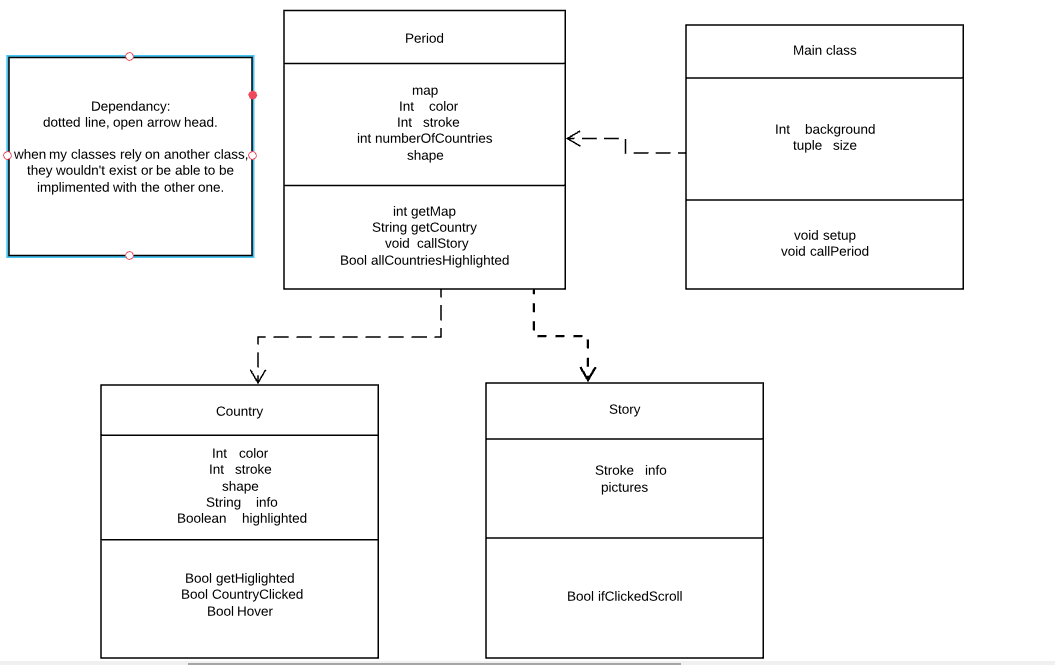 Dependancy:
dotted line, open arrow head.
when my classes rely on another class,
they wouldn't exist or be able to be
implimented with the other one.
Period
map
Int color
Int stroke
int numberOfCountries
shape
int getMap
String getCountry
void callStory
Bool allCountriesHighlighted
Main class
Int background
tuple size
void setup
void callPeriod
Country
Int color
Int stroke
shape
String info
Boolean highlighted
Bool getHiglighted
Bool CountryClicked
Bool Hover
Story
Stroke info
pictures
Bool ifClickedScroll